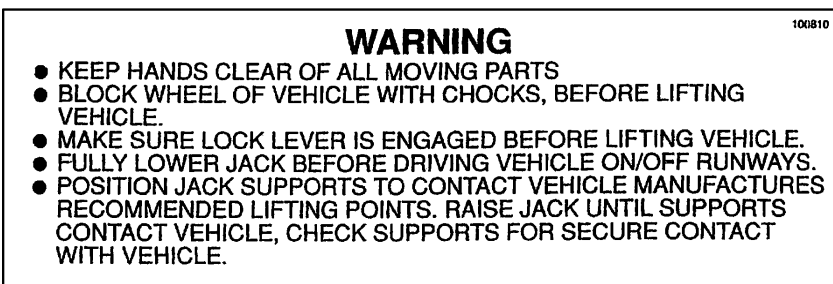 100810
WARNING
● KEEP HANDS CLEAR OF ALL MOVING PARTS
● BLOCK WHEEL OF VEHICLE WITH CHOCKS, BEFORE LIFTING
VEHICLE.
● MAKE SURE LOCK LEVER IS ENGAGED BEFORE LIFTING VEHICLE.
● FULLY LOWER JACK BEFORE DRIVING VEHICLE ON/OFF RUNWAYS.
● POSITION JACK SUPPORTS TO CONTACT VEHICLE MANUFACTURES
RECOMMENDED LIFTING POINTS. RAISE JACK UNTIL SUPPORTS
CONTACT VEHICLE, CHECK SUPPORTS FOR SECURE CONTACT
WITH VEHICLE.